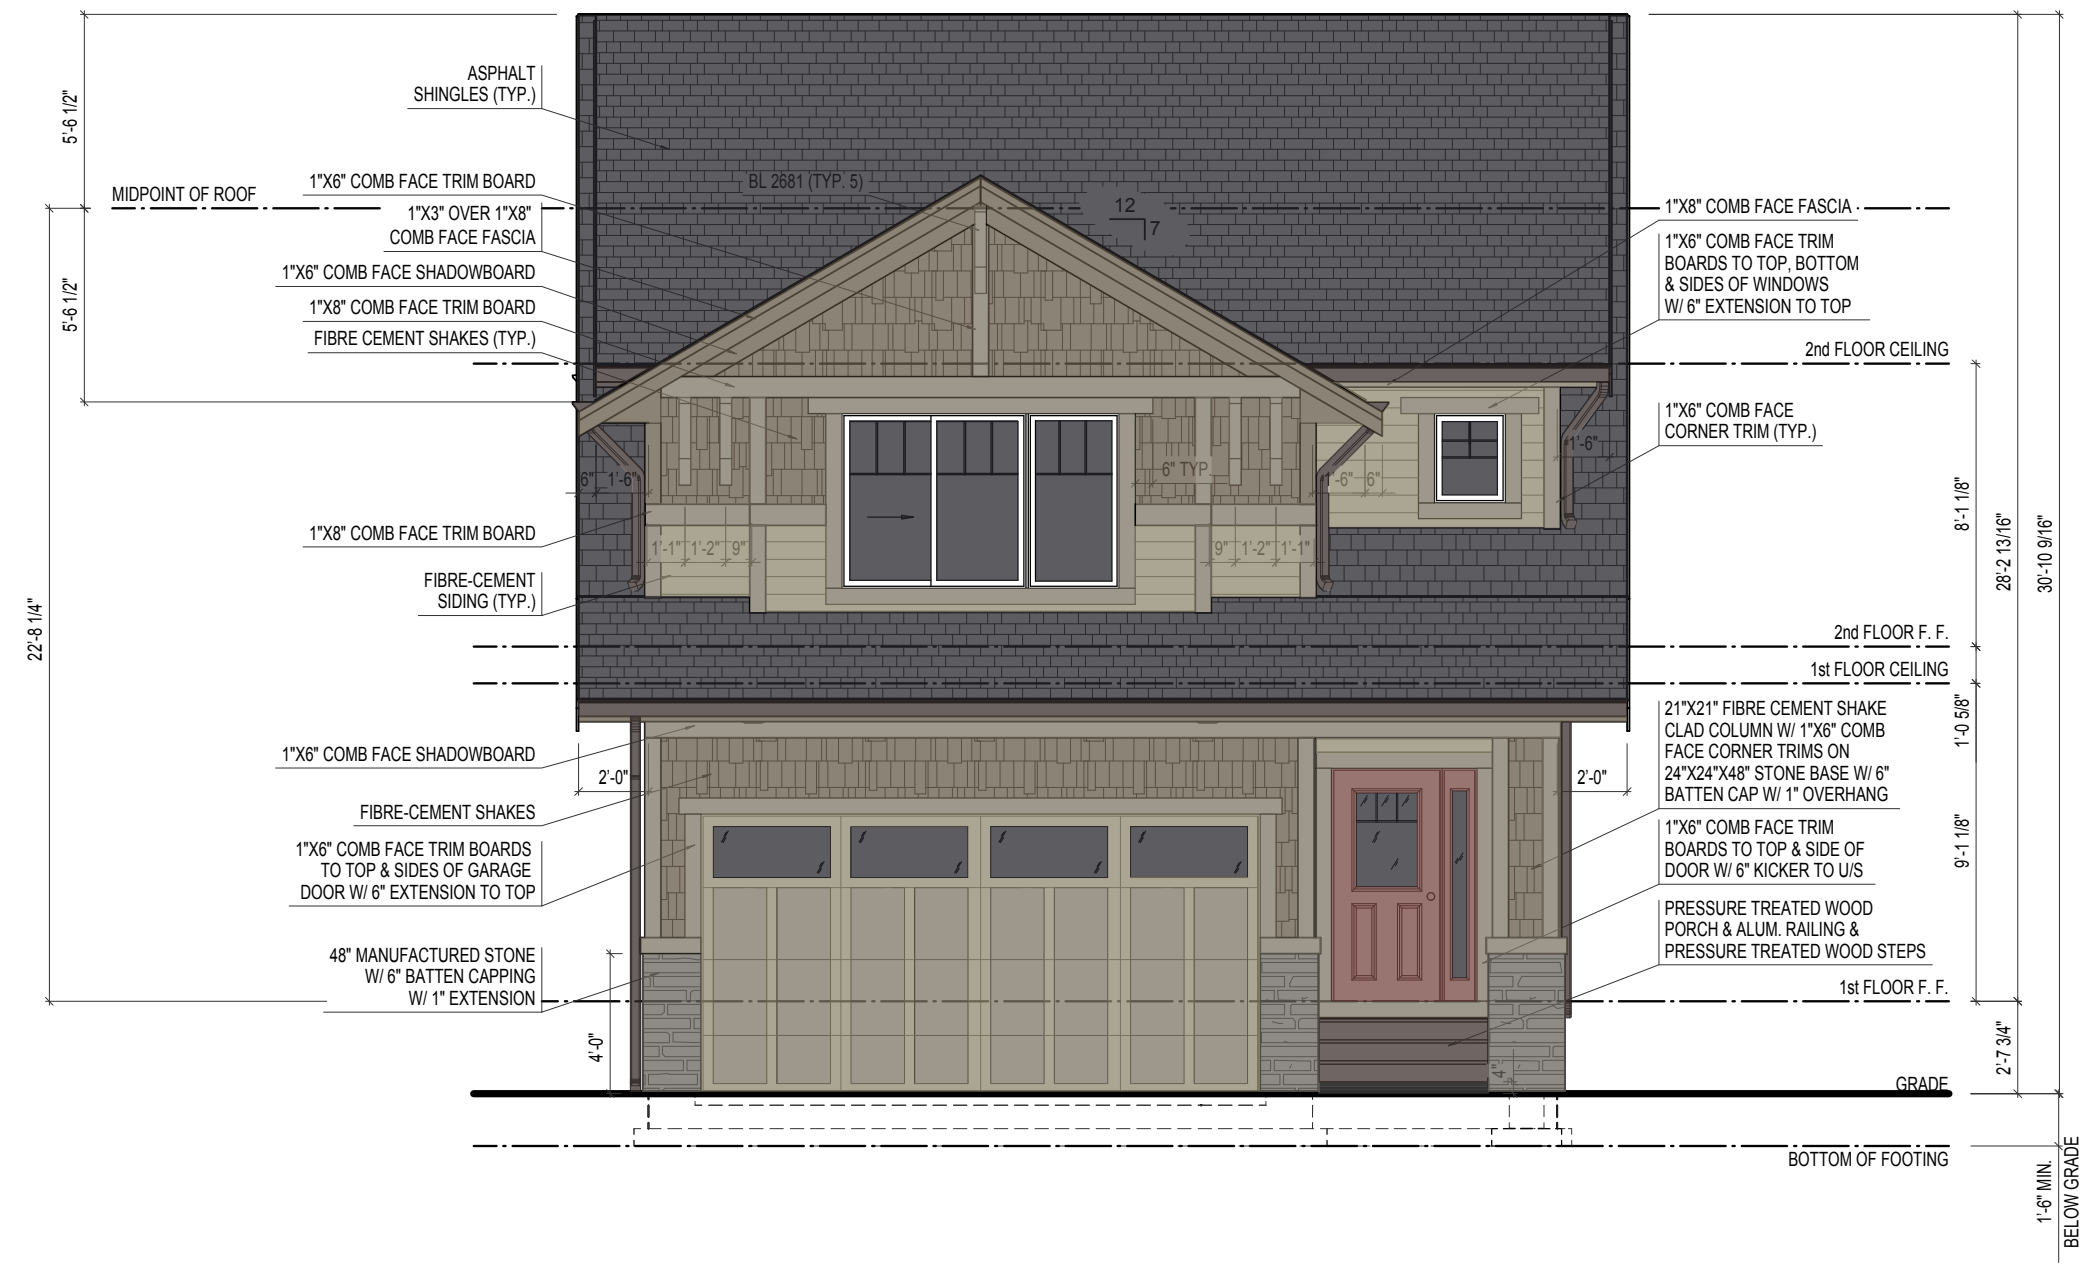 5'-6 1/2"
5'-6 1/2"
22'-8 1/4"
MIDPOINT OF ROOF
ASPHALT
SHINGLES (TYP.)
1"X6" COMB FACE TRIM BOARD
1"X3" OVER 1"X8"
COMB FACE FASCIA
1"X6" COMB FACE SHADOWBOARD
1"X8" COMB FACE TRIM BOARD
FIBRE CEMENT SHAKES (TYP.)
1"X8" COMB FACE TRIM BOARD
FIBRE-CEMENT
SIDING (TYP.)
1"X6" COMB FACE SHADOWBOARD
FIBRE-CEMENT SHAKES
1"X6" COMB FACE TRIM BOARDS
TO TOP & SIDES OF GARAGE
DOOR W/ 6" EXTENSION TO TOP
48" MANUFACTURED STONE
W/ 6" BATTEN CAPPING
W/ 1" EXTENSION
BL 2681 (TYP. 5)
12
7
6"
1'-6"
6" TYP.
1'-6"
6"
1'-6"
1'-1"
1'-2"
9"
9"
1'-2"
1'-1"
2'-0"
2'-0"
4'-0"
4"
1"X8" COMB FACE FASCIA
1"X6" COMB FACE TRIM
BOARDS TO TOP, BOTTOM
& SIDES OF WINDOWS
W/ 6" EXTENSION TO TOP
2nd FLOOR CEILING
1"X6" COMB FACE
CORNER TRIM (TYP.)
2nd FLOOR F. F.
1st FLOOR CEILING
21"X21" FIBRE CEMENT SHAKE
CLAD COLUMN W/ 1"X6" COMB
FACE CORNER TRIMS ON
24"X24"X48" STONE BASE W/ 6"
BATTEN CAP W/ 1" OVERHANG
1"X6" COMB FACE TRIM
BOARDS TO TOP & SIDE OF
DOOR W/ 6" KICKER TO U/S
PRESSURE TREATED WOOD
PORCH & ALUM. RAILING &
PRESSURE TREATED WOOD STEPS
1st FLOOR F. F.
GRADE
BOTTOM OF FOOTING
8'-1 1/8"
1'-0 5/8"
9'-1 1/8"
28'-2 13/16"
2'-7 3/4"
30'-10 9/16"
1'-6" MIN.
BELOW GRADE